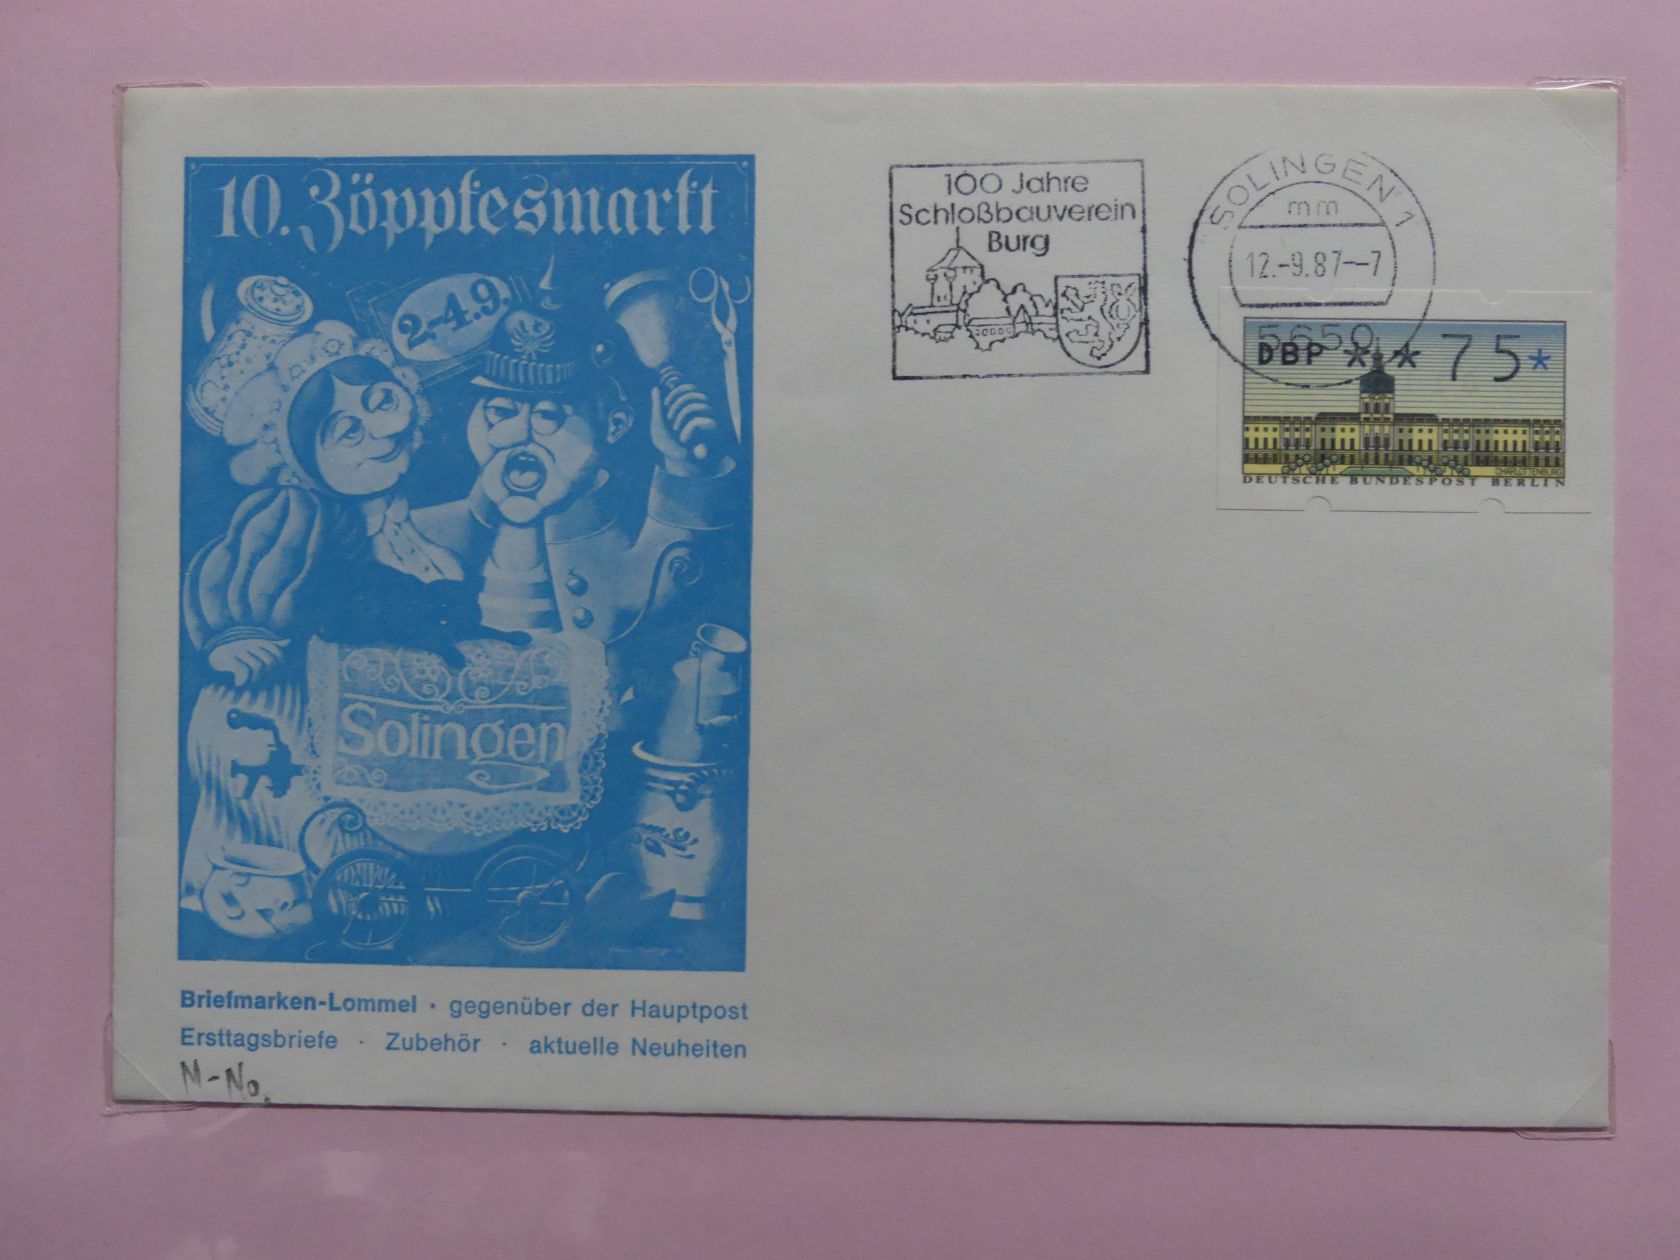 10. Zöppkesmarkt
2.-4.9.
Solingen
Briefmarken-Lommel · gegenüber der Hauptpost
Ersttagsbriefe · Zubehör · aktuelle Neuheiten
M-No.
100 Jahre
Schloßbauverein
Burg
SOLINGEN 1
mm
12.-9.87--7
5650
DBP ** 75*
CHARLOTTENBURG
DEUTSCHE BUNDESPOST BERLIN